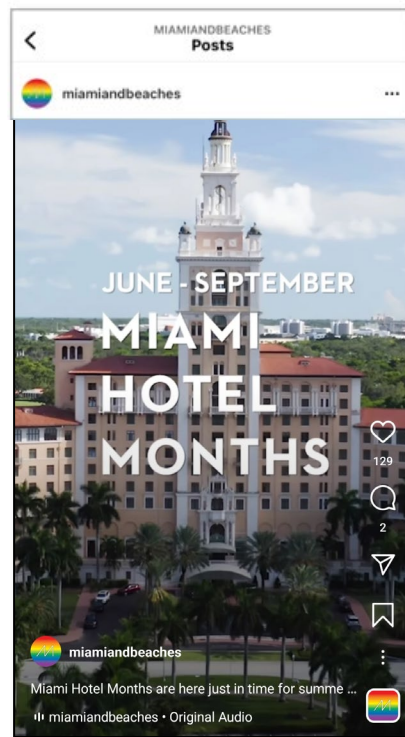 MIAMIANDBEACHES
Posts
miamiandbeaches
JUNE - SEPTEMBER
MIAMI
HOTEL
MONTHS
129
2
miamiandbeaches
Miami Hotel Months are here just in time for summe ...
miamiandbeaches • Original Audio